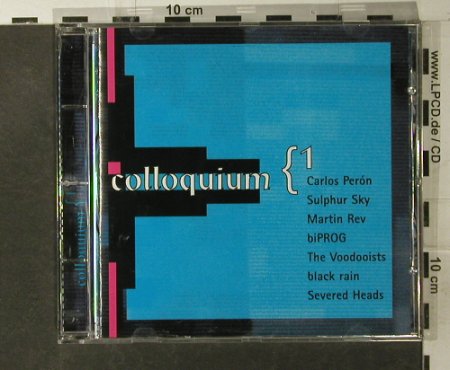 10 cm
www.LPCD.de / CD
colloquium { 1
Carlos Perón
Sulphur Sky
Martin Rev
biPROG
The Voodooists
black rain
Severed Heads
colloquium
10 cm